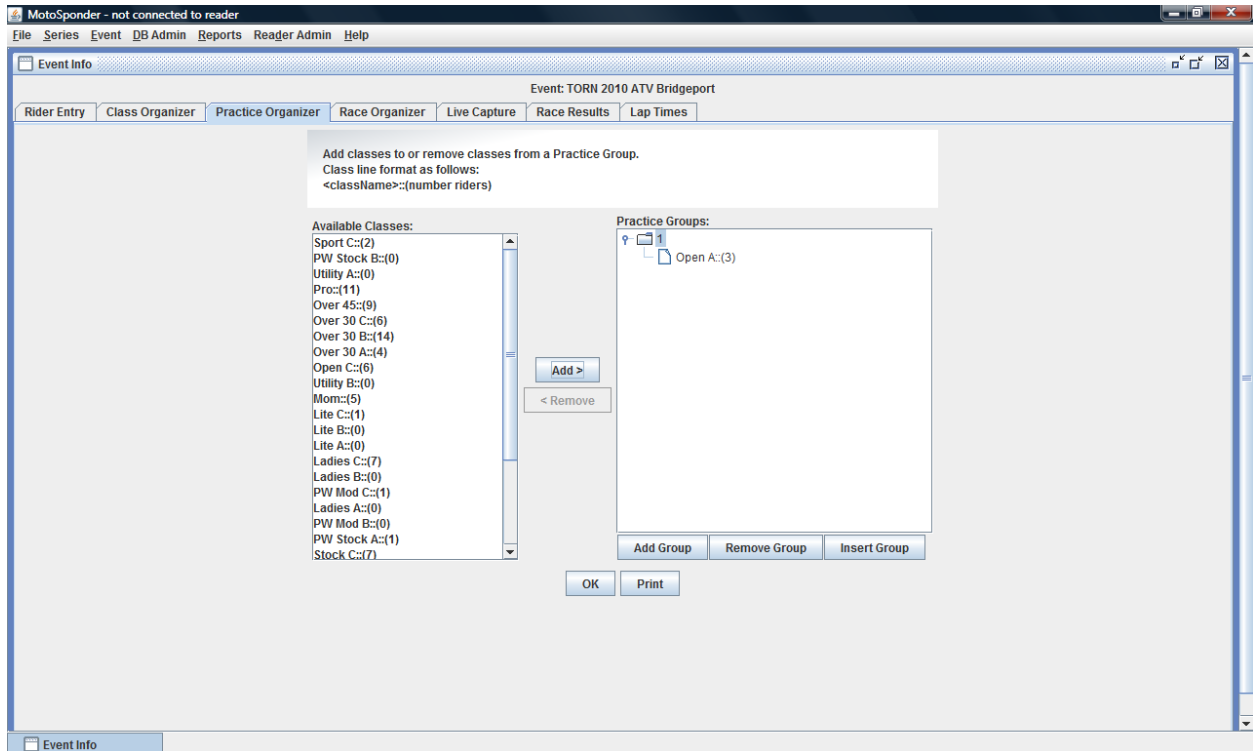 MotoSponder - not connected to reader
File Series Event DB Admin Reports Reader Admin Help
Event Info
Event: TORN 2010 ATV Bridgeport
Rider Entry Class Organizer Practice Organizer Race Organizer Live Capture Race Results Lap Times
Add classes to or remove classes from a Practice Group.
Class line format as follows:
<className>::(number riders)
Available Classes:
Sport C::(2)
PW Stock B::(0)
Utility A::(0)
Pro::(11)
Over 45::(9)
Over 30 C::(6)
Over 30 B::(14)
Over 30 A::(4)
Open C::(6)
Utility B::(0)
Mom::(5)
Lite C::(1)
Lite B::(0)
Lite A::(0)
Ladies C::(7)
Ladies B::(0)
PW Mod C::(1)
Ladies A::(0)
PW Mod B::(0)
PW Stock A::(1)
Stock C::(7)
Add >
< Remove
Practice Groups:
1
Open A::(3)
Add Group Remove Group Insert Group
OK Print
Event Info